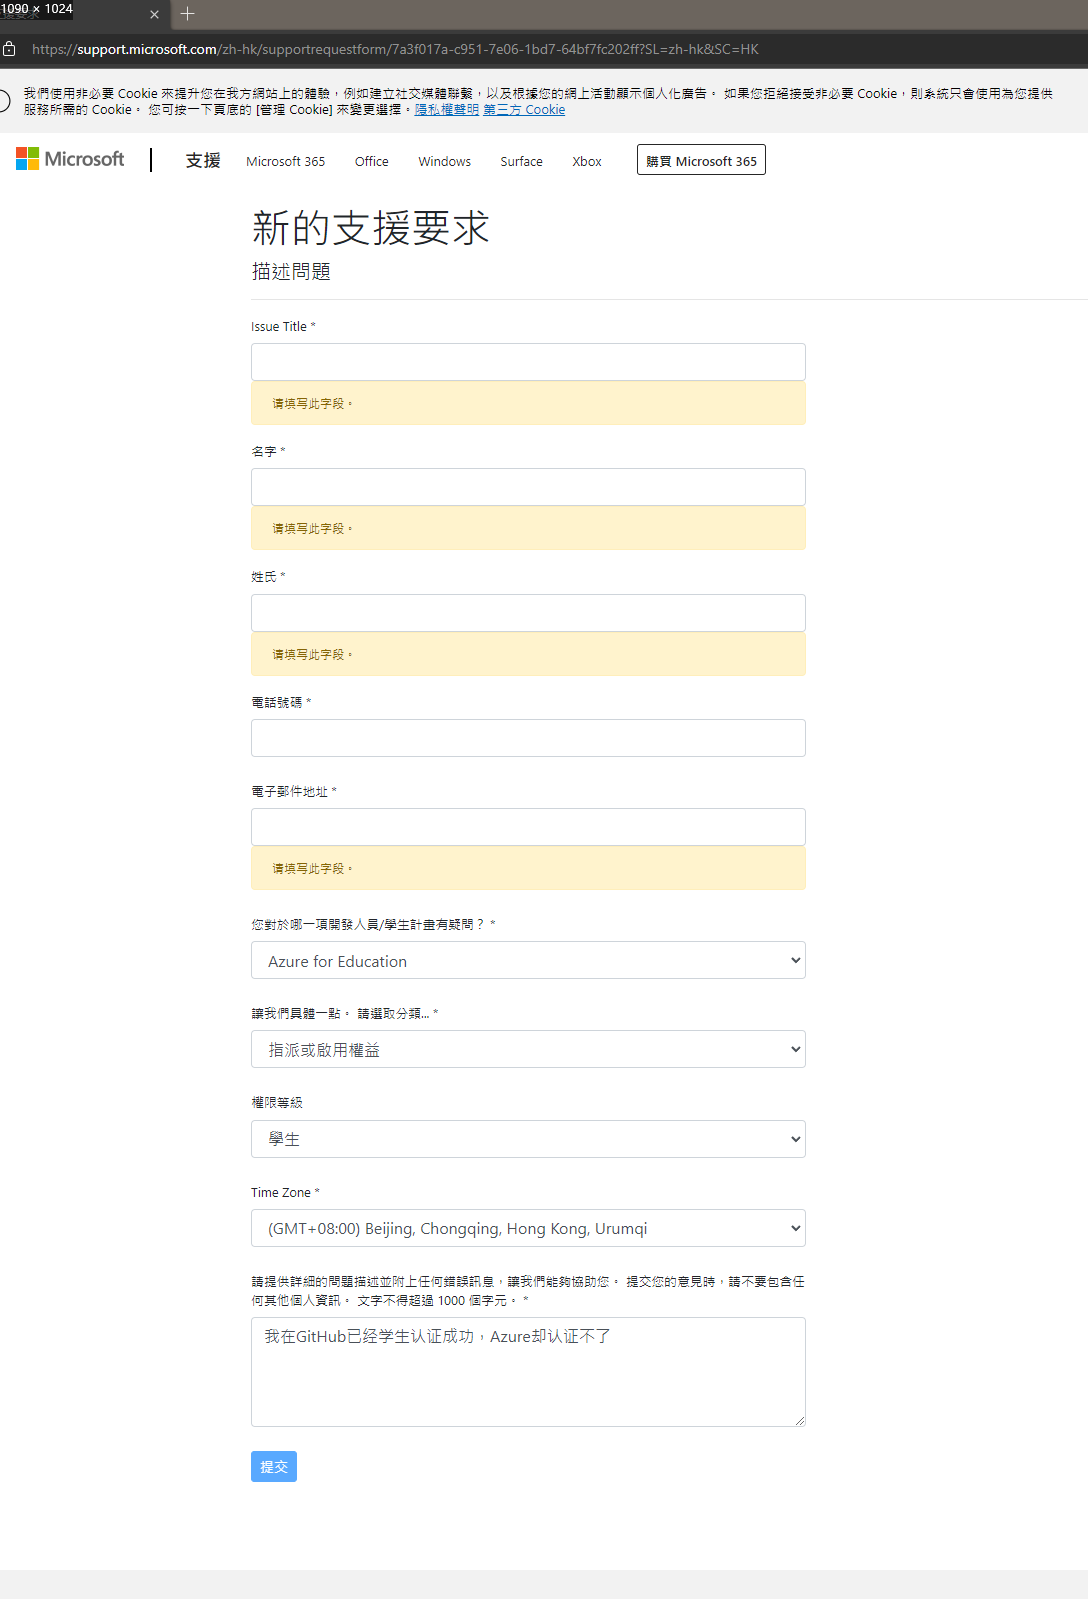 1090 × 1024
https://support.microsoft.com/zh-hk/supportrequestform/7a3f017a-c951-7e06-1bd7-64bf7fc202ff?SL=zh-hk&SC=HK
我們使用非必要 Cookie 來提升您在我方網站上的體驗，例如建立社交媒體聯繫，以及根據您的網上活動顯示個人化廣告。 如果您拒絕接受非必要 Cookie，則系統只會使用為您提供
服務所需的 Cookie。 您可按一下頁底的 [管理 Cookie] 來變更選擇。隱私權聲明 第三方 Cookie
Microsoft 支援 Microsoft 365 Office Windows Surface Xbox 購買 Microsoft 365
新的支援要求
描述問題
Issue Title *
请填写此字段。
名字 *
请填写此字段。
姓氏 *
请填写此字段。
電話號碼 *
電子郵件地址 *
请填写此字段。
您對於哪一項開發人員/學生計畫有疑問？ *
Azure for Education
讓我們具體一點。 請選取分類... *
指派或啟用權益
權限等級
學生
Time Zone *
(GMT+08:00) Beijing, Chongqing, Hong Kong, Urumqi
請提供詳細的問題描述並附上任何錯誤訊息，讓我們能夠協助您。 提交您的意見時，請不要包含任
何其他個人資訊。 文字不得超過 1000 個字元。 *
我在GitHub已经学生认证成功，Azure却认证不了
提交